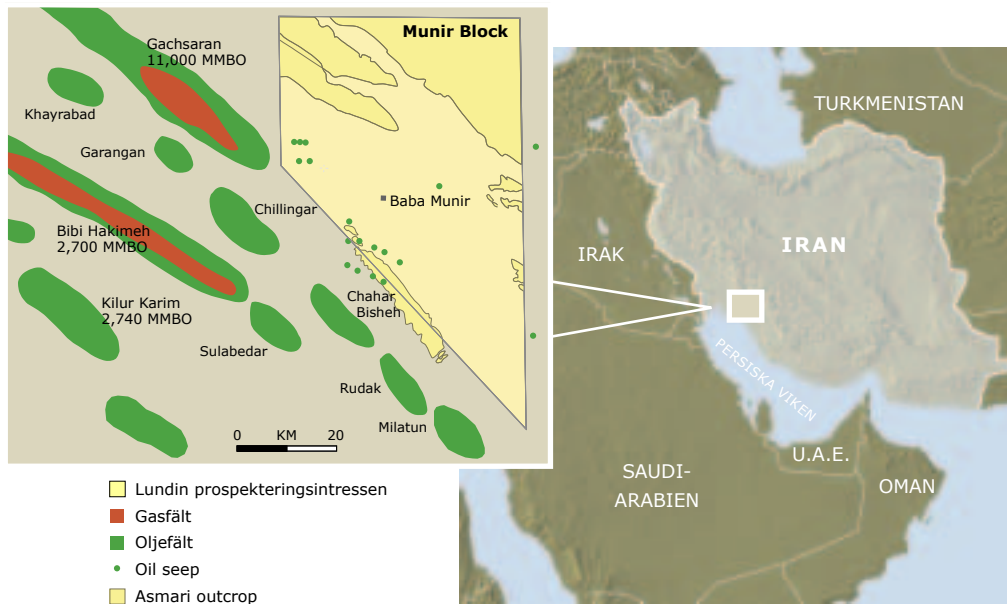 Munir Block
Gachsaran
11,000 MMBO
Khayrabad
Garangan
Chillingar
Baba Munir
Bibi Hakimeh
2,700 MMBO
Kilur Karim
2,740 MMBO
Chahar
Bisheh
Sulabedar
Rudak
Milatun
0 KM 20
Lundin prospekteringsintressen
Gasfält
Oljefält
Oil seep
Asmari outcrop
TURKMENISTAN
IRAK
IRAN
PERSISKA VIKEN
U.A.E.
SAUDI-
ARABIEN
OMAN